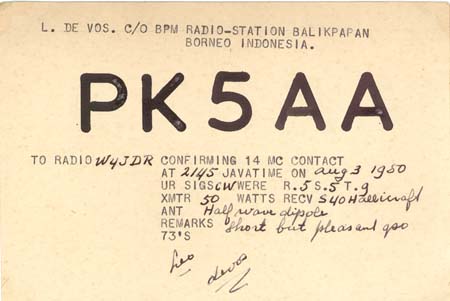 L. DE VOS. C/O BPM RADIO-STATION BALIKPAPAN
BORNEO INDONESIA.
PK5AA
TO RADIO W4JDR CONFIRMING 14 MC CONTACT
AT 2145 JAVATIME ON Aug 3 1950
UR SIGS CW WERE R.5 S.5 T.9
XMTR 50 WATTS RECV S40 Hallicraft
ANT Half wave dipole
REMARKS Short but pleasant qso
73'S
Leo
devos